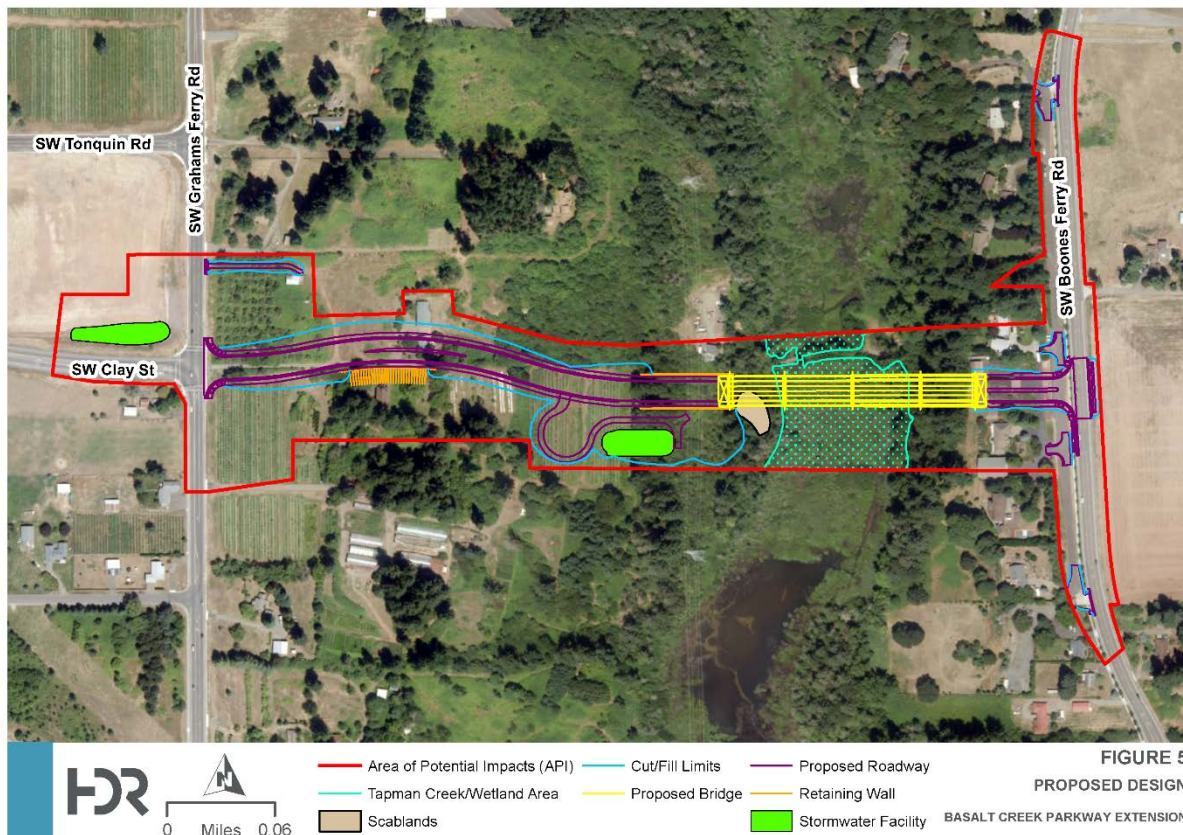 SW Tonquin Rd
SW Grahams Ferry Rd
SW Boones Ferry Rd
SW Clay St
HDR
N
0 Miles 0.06
Area of Potential Impacts (API)
Cut/Fill Limits
Proposed Roadway
Tapman Creek/Wetland Area
Proposed Bridge
Retaining Wall
Scablands
Stormwater Facility
FIGURE 5
PROPOSED DESIGN
BASALT CREEK PARKWAY EXTENSION